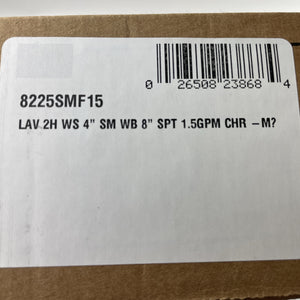 0 26508 23868 4
8225SMF15
LAV 2H WS 4" SM WB 8" SPT 1.5GPM CHR –M?